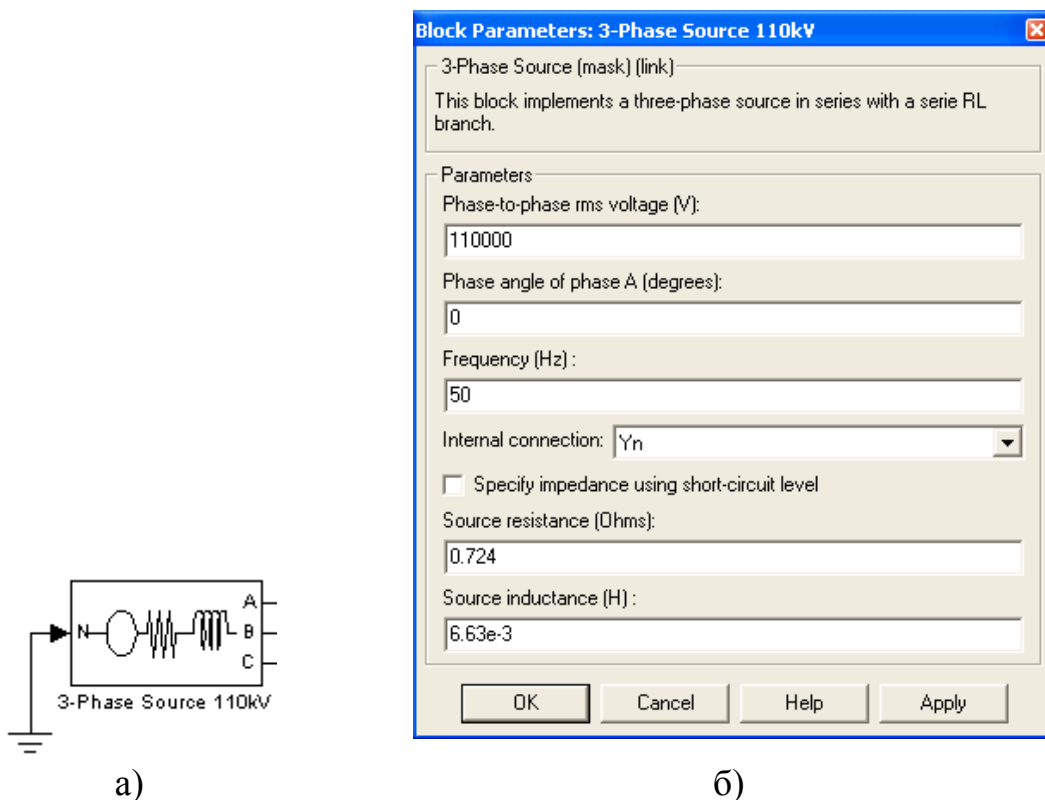 Block Parameters: 3-Phase Source 110kV
3-Phase Source (mask) (link)
This block implements a three-phase source in series with a serie RL
branch.
Parameters
Phase-to-phase rms voltage (V):
110000
Phase angle of phase A (degrees):
0
Frequency (Hz) :
50
Internal connection: Yn
Specify impedance using short-circuit level
Source resistance (Ohms):
0.724
Source inductance (H) :
6.63e-3
OK Cancel Help Apply
N
A
B
C
3-Phase Source 110kV
а) б)